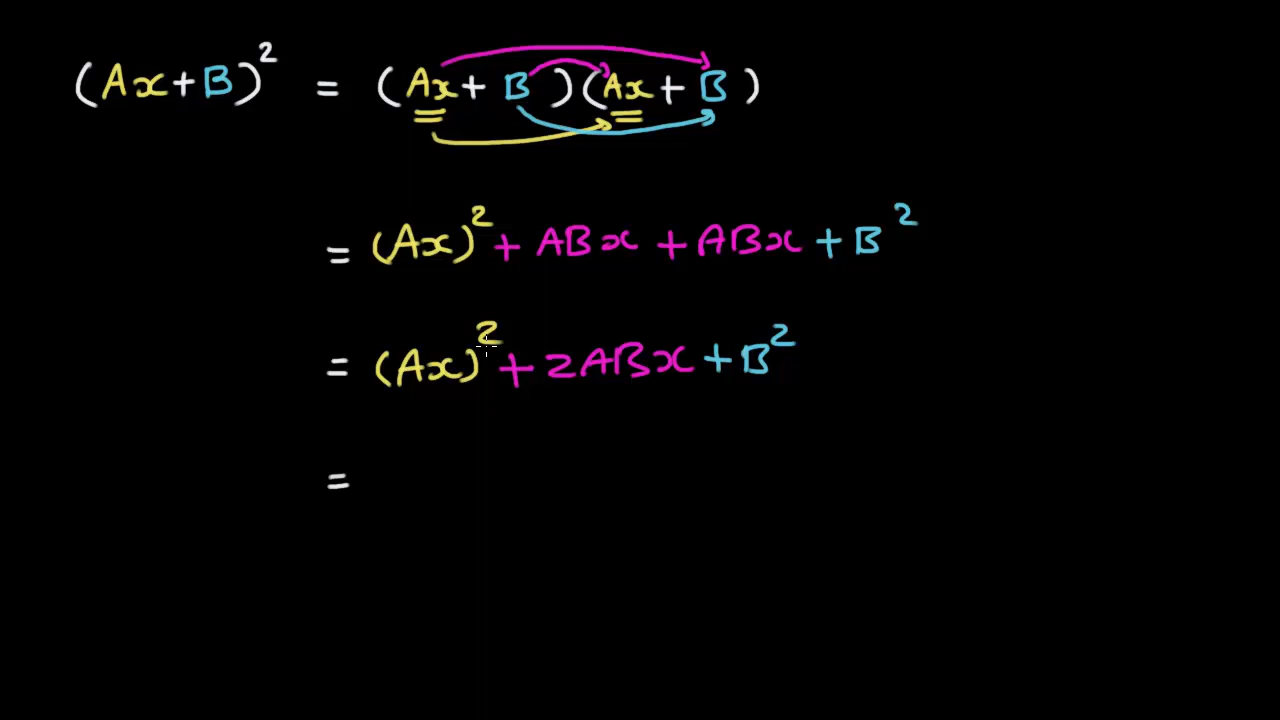 (Ax+B)² = (Ax+B)(Ax+B)
= (Ax)² + ABx + ABx + B²
= (Ax)² + 2ABx + B²
=